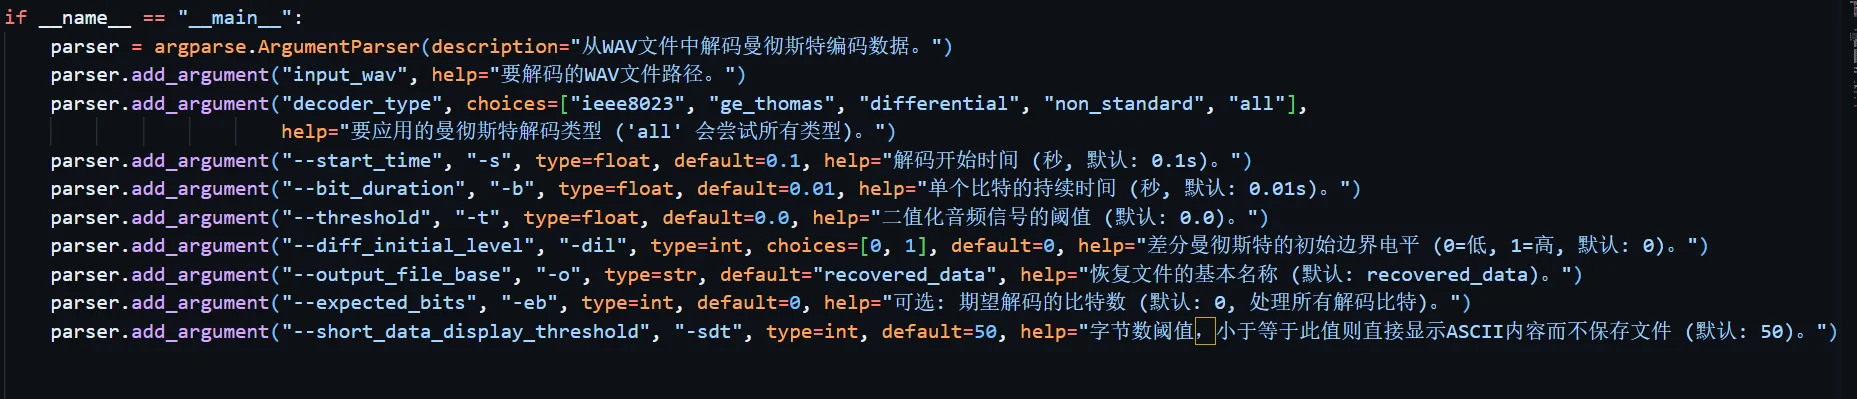 if __name__ == "__main__":
    parser = argparse.ArgumentParser(description="从WAV文件中解码曼彻斯特编码数据。")
    parser.add_argument("input_wav", help="要解码的WAV文件路径。")
    parser.add_argument("decoder_type", choices=["ieee8023", "ge_thomas", "differential", "non_standard", "all"],
                        help="要应用的曼彻斯特解码类型 ('all' 会尝试所有类型)。")
    parser.add_argument("--start_time", "-s", type=float, default=0.1, help="解码开始时间 (秒, 默认: 0.1s)。")
    parser.add_argument("--bit_duration", "-b", type=float, default=0.01, help="单个比特的持续时间 (秒, 默认: 0.01s)。")
    parser.add_argument("--threshold", "-t", type=float, default=0.0, help="二值化音频信号的阈值 (默认: 0.0)。")
    parser.add_argument("--diff_initial_level", "-dil", type=int, choices=[0, 1], default=0, help="差分曼彻斯特的初始边界电平 (0=低, 1=高, 默认: 0)。")
    parser.add_argument("--output_file_base", "-o", type=str, default="recovered_data", help="恢复文件的基本名称 (默认: recovered_data)。")
    parser.add_argument("--expected_bits", "-eb", type=int, default=0, help="可选: 期望解码的比特数 (默认: 0, 处理所有解码比特)。")
    parser.add_argument("--short_data_display_threshold", "-sdt", type=int, default=50, help="字节数阈值，小于等于此值则直接显示ASCII内容而不保存文件 (默认: 50)。")